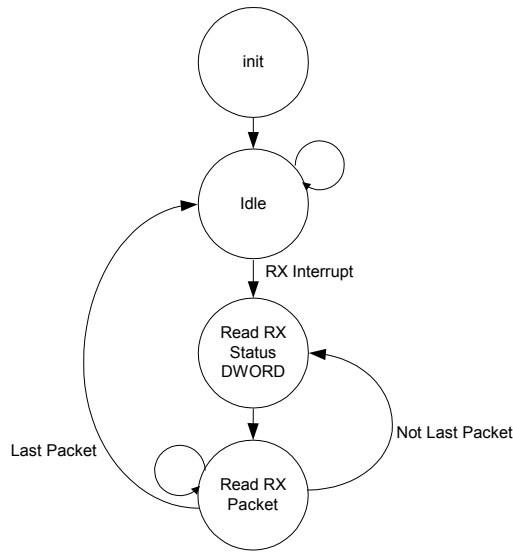 init
Idle
RX Interrupt
Read RX
Status
DWORD
Not Last Packet
Last Packet
Read RX
Packet